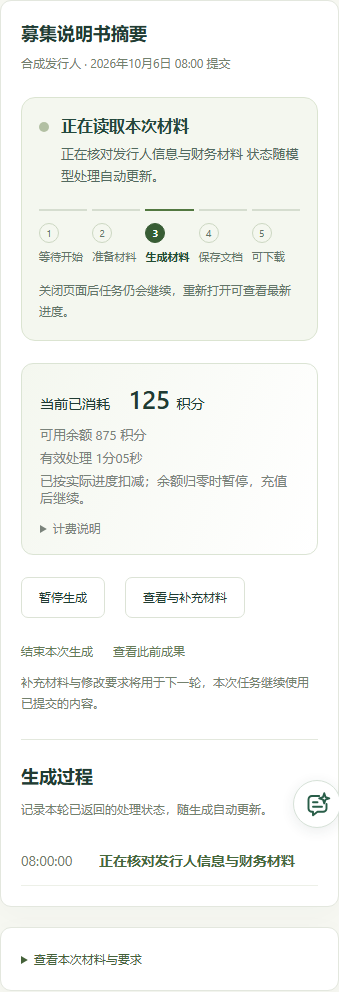 募集说明书摘要
合成发行人 · 2026年10月6日 08:00 提交
正在读取本次材料
正在核对发行人信息与财务材料 状态随模
型处理自动更新。
1 2 3 4 5
等待开始 准备材料 生成材料 保存文档 可下载
关闭页面后任务仍会继续，重新打开可查看最新
进度。
当前已消耗 125 积分
可用余额 875 积分
有效处理 1分05秒
已按实际进度扣减；余额归零时暂停，充值
后继续。
▶ 计费说明
暂停生成 查看与补充材料
结束本次生成 查看此前成果
补充材料与修改要求将用于下一轮，本次任务继续使用
已提交的内容。
生成过程
记录本轮已返回的处理状态，随生成自动更新。
08:00:00 正在核对发行人信息与财务材料
▶ 查看本次材料与要求